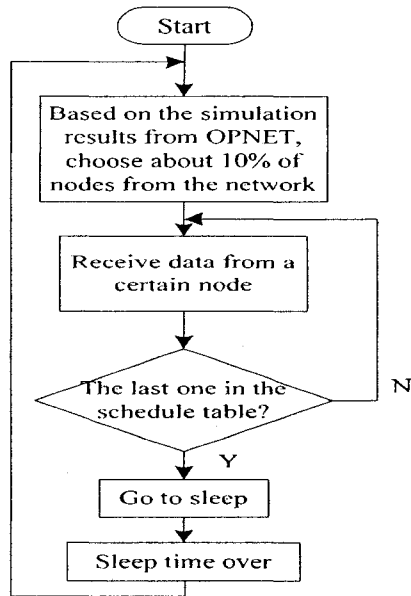 Start
Based on the simulation
results from OPNET,
choose about 10% of
nodes from the network
Receive data from a
certain node
The last one in the
schedule table?
N
Y
Go to sleep
Sleep time over